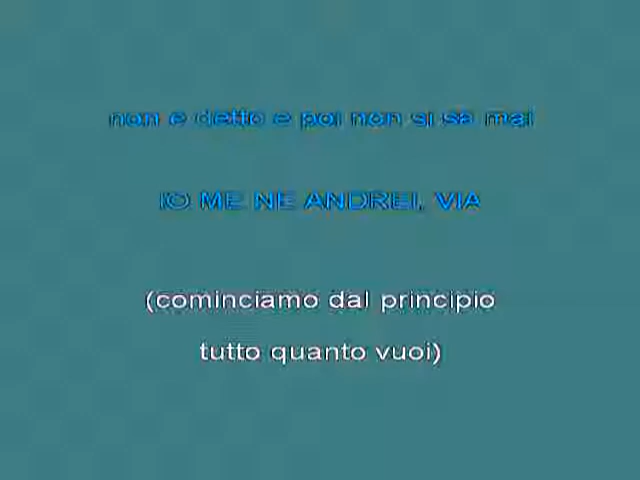 non e detto e poi non si sa mai
IO ME NE ANDREI, VIA
(cominciamo dal principio
tutto quanto vuoi)